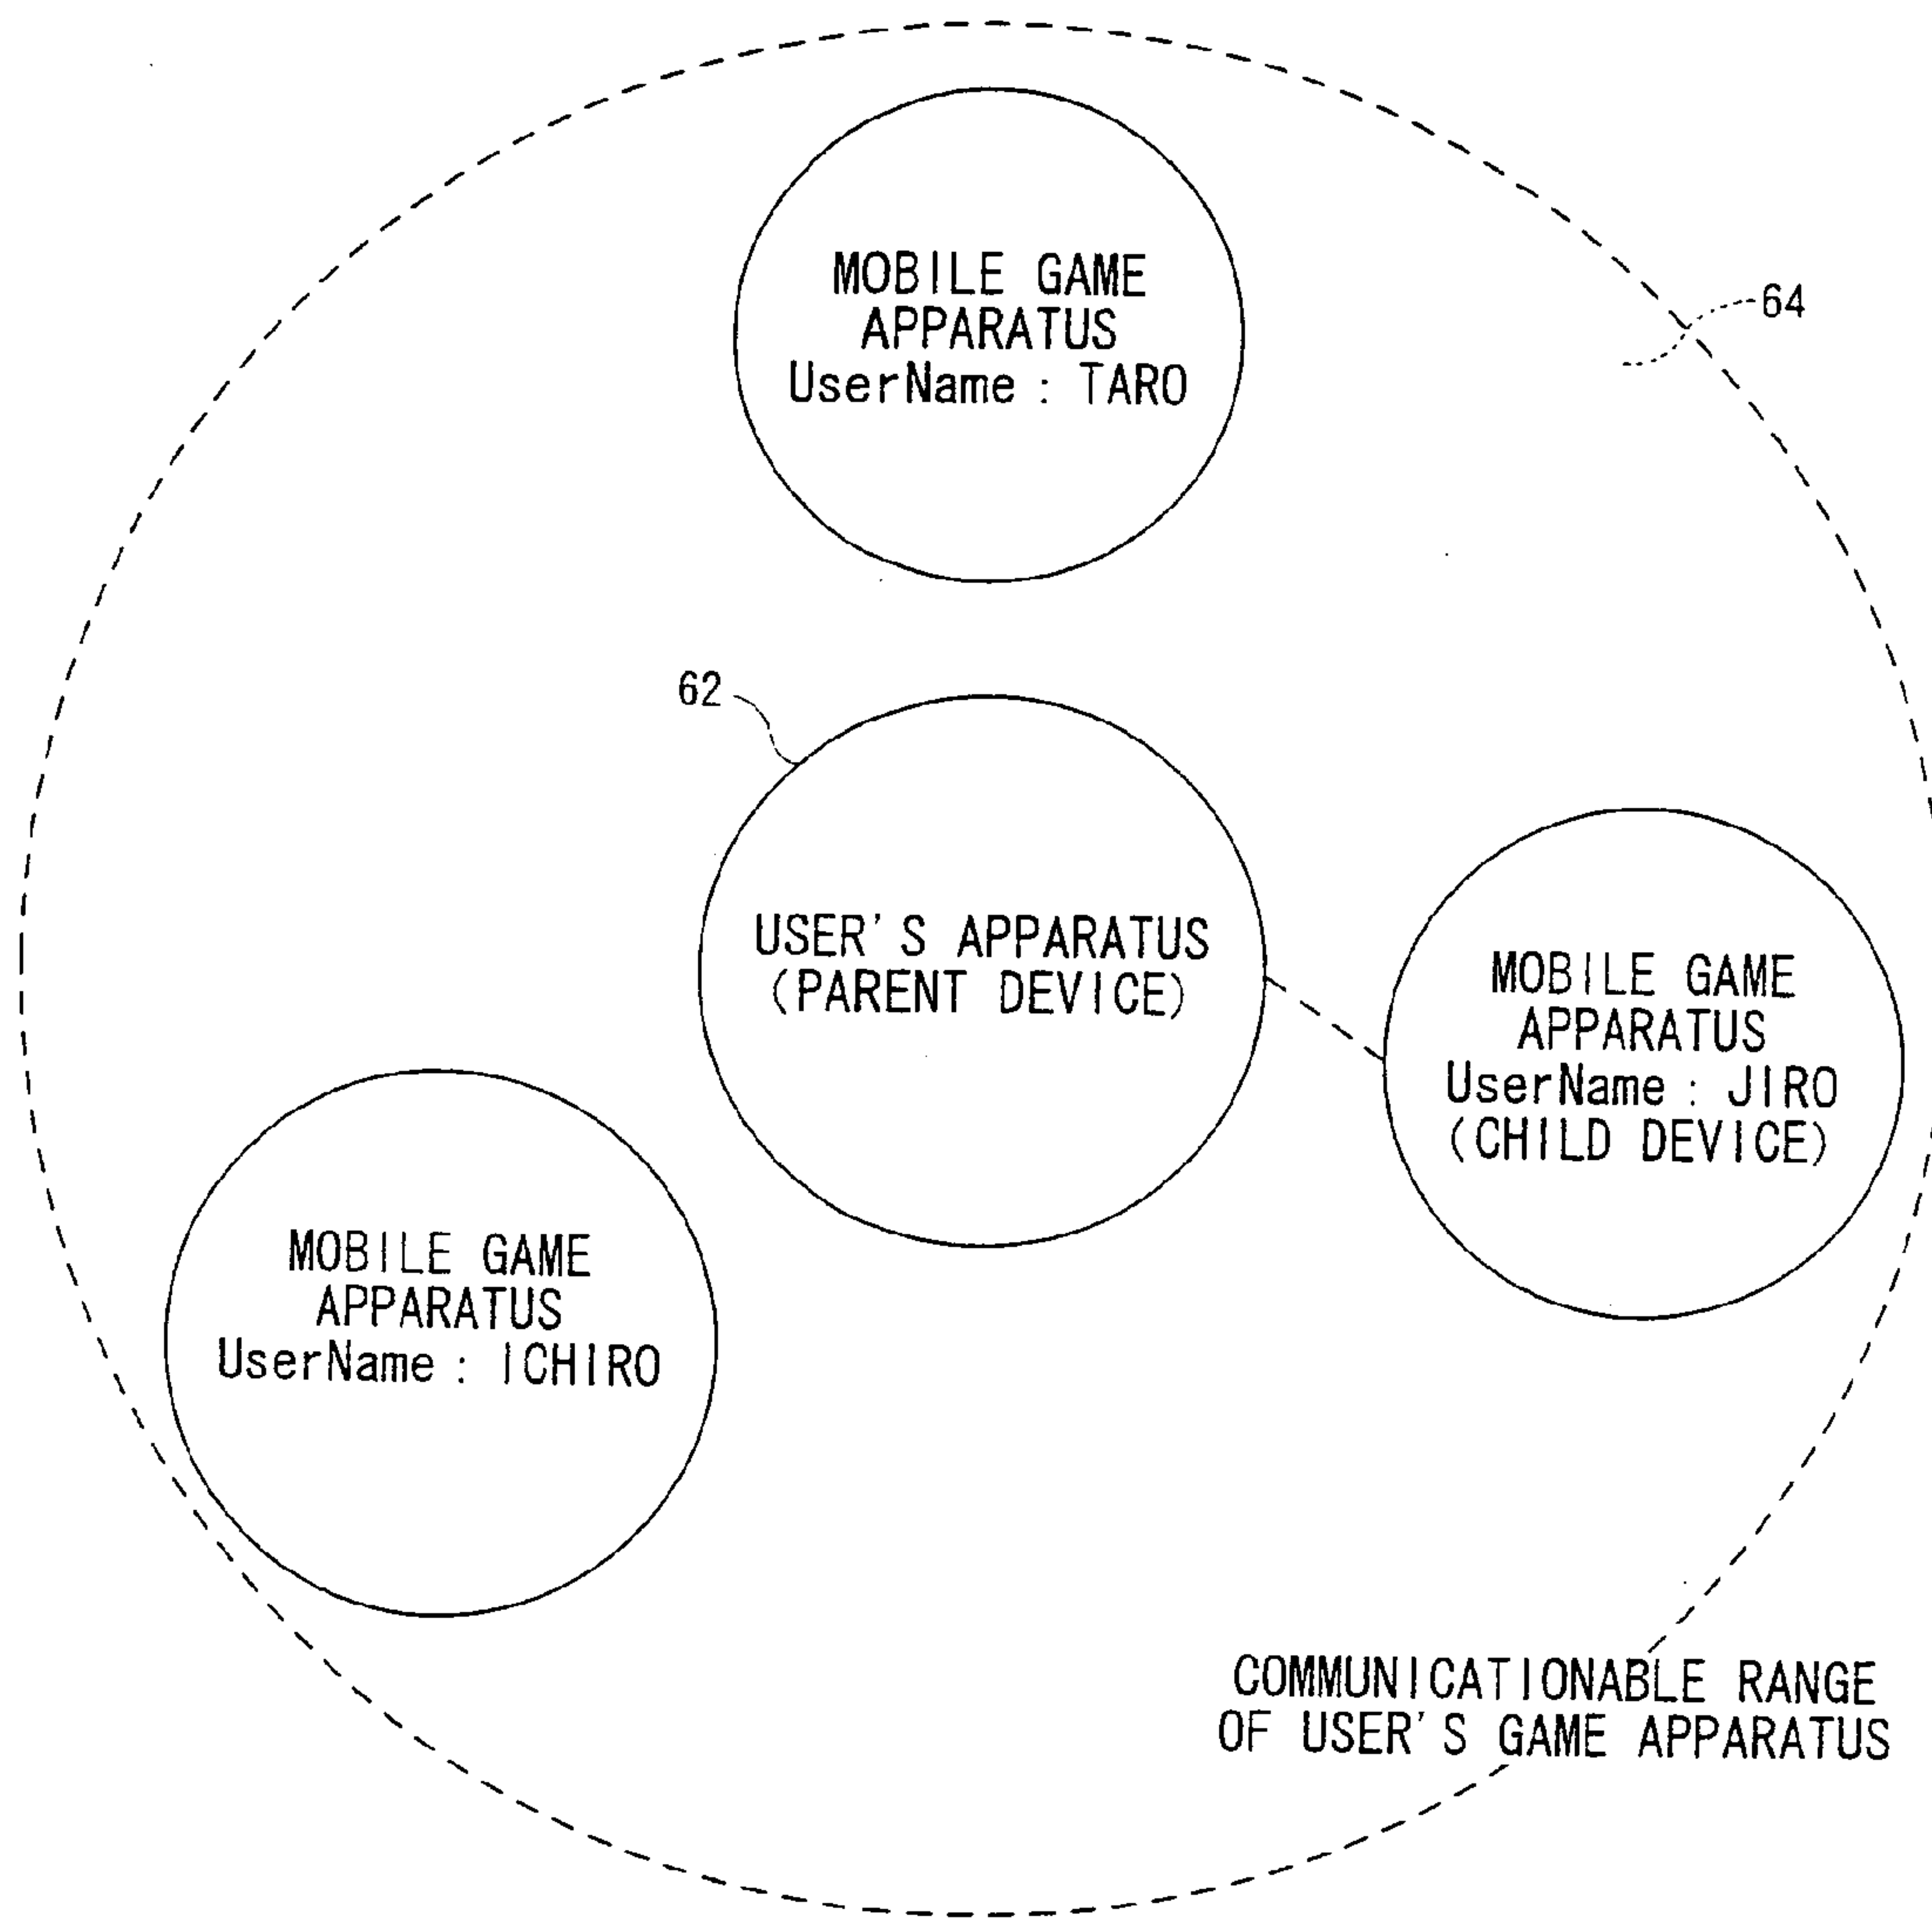 MOBILE GAME
APPARATUS
UserName : TARO
64
62
USER'S APPARATUS
(PARENT DEVICE)
MOBILE GAME
APPARATUS
UserName : JIRO
(CHILD DEVICE)
MOBILE GAME
APPARATUS
UserName : ICHIRO
COMMUNICATIONABLE RANGE
OF USER'S GAME APPARATUS